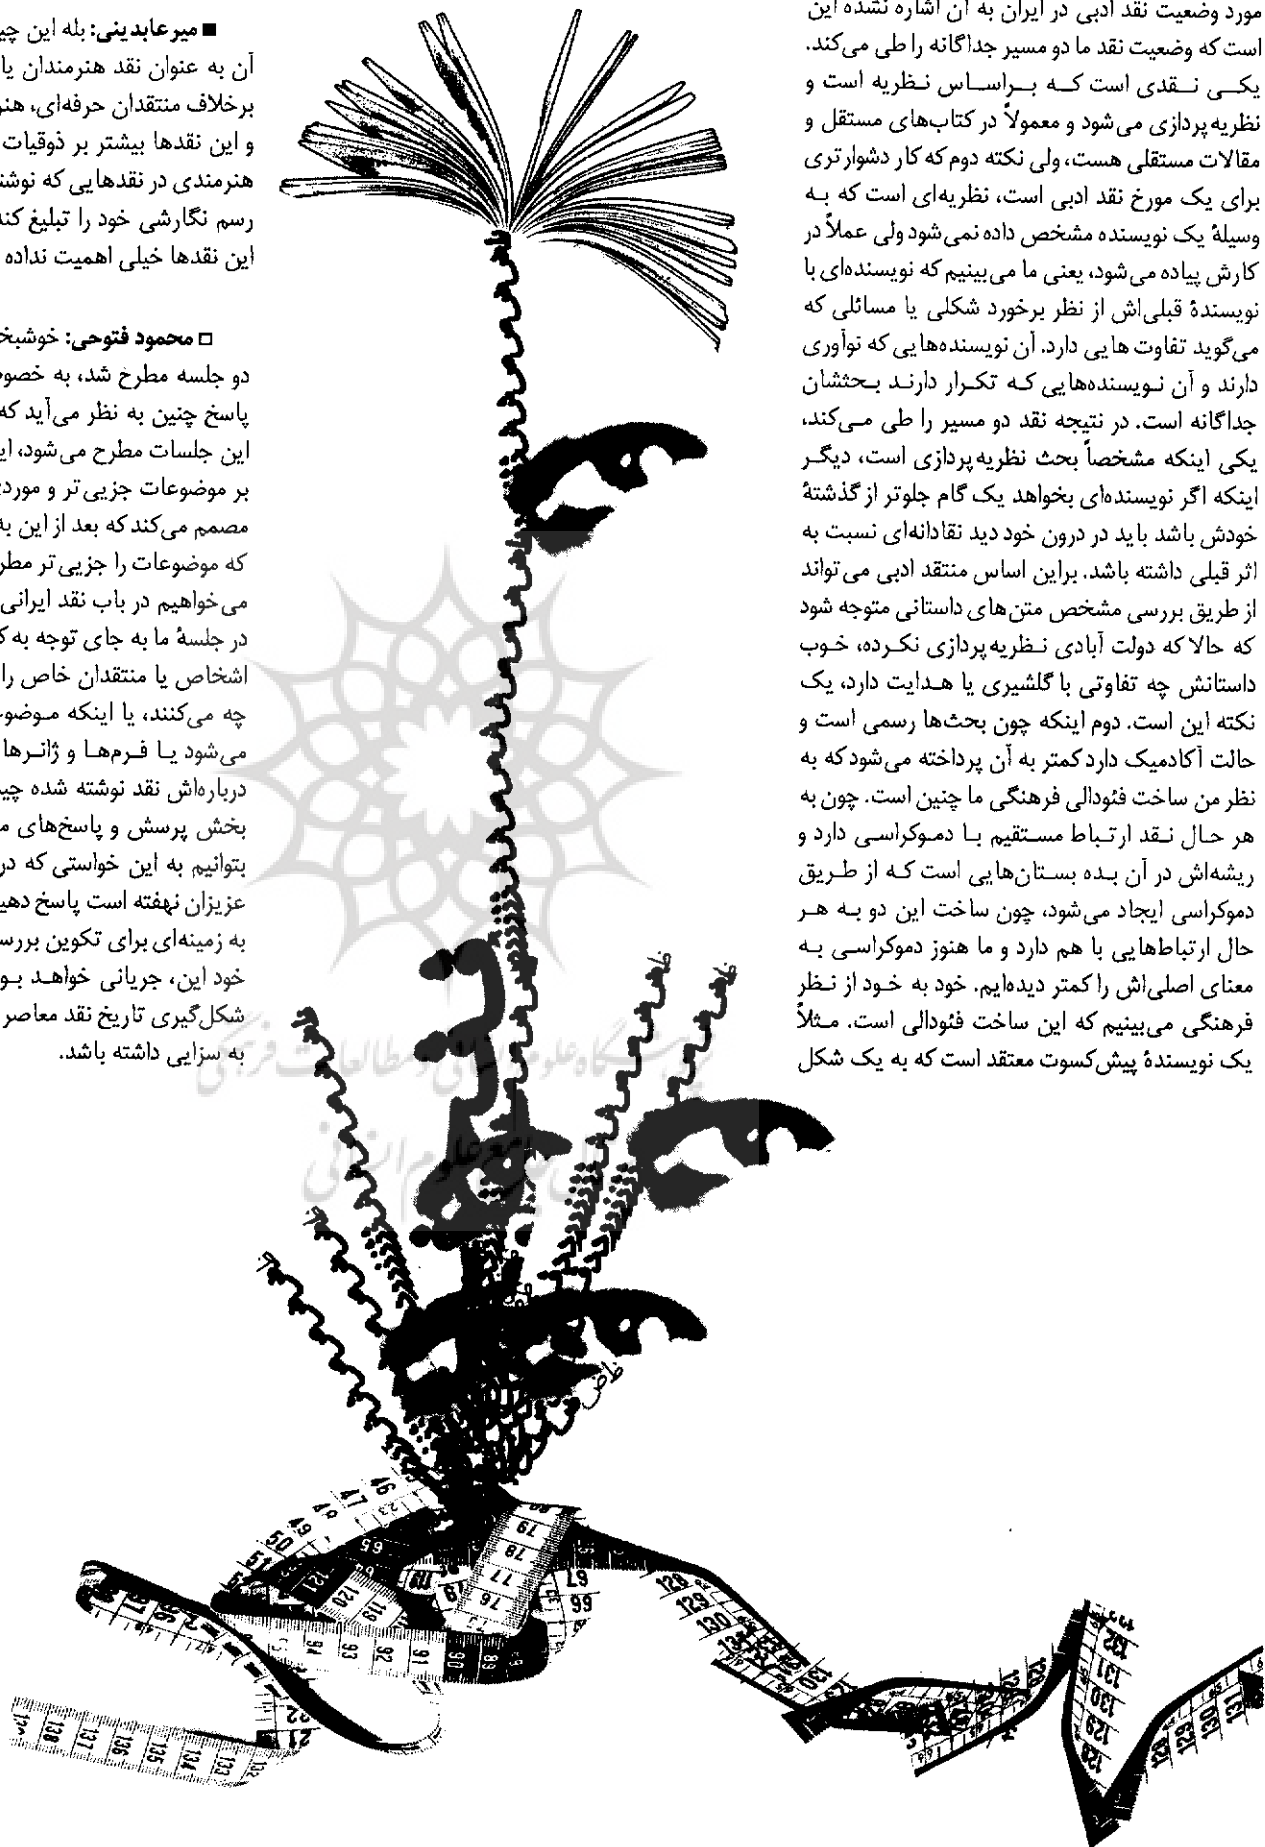 مورد وضعیت نقد ادبی در ایران به آن اشاره نشده این
است که وضعیت نقد ما دو مسیر جداگانه را طی می‌کند.
یکی نقدی است که براساس نظریه است و
نظریه‌پردازی می‌شود و معمولاً در کتاب‌های مستقل و
مقالات مستقلی هست، ولی نکته دوم که کار دشوارتری
برای یک مورخ نقد ادبی است، نظریه‌ای است که به
وسیلهٔ یک نویسنده مشخص داده نمی‌شود ولی عملاً در
کارش پیاده می‌شود، یعنی ما می‌بینیم که نویسنده‌ای با
نویسندهٔ قبلی‌اش از نظر برخورد شکلی یا مسائلی که
می‌گوید تفاوت هایی دارد. آن نویسنده‌هایی که نوآوری
دارند و آن نویسنده‌هایی که تکرار دارند بحثشان
جداگانه است. در نتیجه نقد دو مسیر را طی می‌کند،
یکی اینکه مشخصاً بحث نظریه‌پردازی است، دیگر
اینکه اگر نویسنده‌ای بخواهد یک گام جلوتر از گذشتهٔ
خودش باشد باید در درون خود دید نقادانه‌ای نسبت به
اثر قبلی داشته باشد. براین اساس منتقد ادبی می‌تواند
از طریق بررسی مشخص متن‌های داستانی متوجه شود
که حالا که دولت آبادی نظریه‌پردازی نکرده، خوب
داستانش چه تفاوتی با گلشیری یا هدایت دارد، یک
نکته این است. دوم اینکه چون بحث‌ها رسمی است و
حالت آکادمیک دارد کمتر به آن پرداخته می‌شود که به
نظر من ساخت فئودالی فرهنگی ما چنین است. چون به
هر حال نقد ارتباط مستقیم با دموکراسی دارد و
ریشه‌اش در آن بده بستان‌هایی است که از طریق
دموکراسی ایجاد می‌شود، چون ساخت این دو به هر
حال ارتباط‌هایی با هم دارد و ما هنوز دموکراسی به
معنای اصلی‌اش را کمتر دیده‌ایم. خود به خود از نظر
فرهنگی می‌بینیم که این ساخت فئودالی است. مثلاً
یک نویسندهٔ پیش‌کسوت معتقد است که به یک شکل
■ میرعابدینی: بله این
آن به عنوان نقد هنرمندان یا
برخلاف منتقدان حرفه‌ای،
و این نقدها بیشتر بر ذوقیات
هنرمندی در نقدهایی که
رسم نگارشی خود را تبلیغ
این نقدها خیلی اهمیت نداده
□ محمود فتوحی:
دو جلسه مطرح شد، به
پاسخ چنین به نظر می‌آید که
این جلسات مطرح می‌شود،
بر موضوعات جزیی‌تر و
مصمم می‌کند که بعد از این
که موضوعات را جزیی‌تر
می‌خواهیم در باب نقد ایرانی
در جلسهٔ ما به جای توجه به
اشخاص یا منتقدان خاص را
چه می‌کنند، یا اینکه
می‌شود یا فرم‌ها و ژانرها
درباره‌اش نقد نوشته شده
بخش پرسش و پاسخ‌های
بتوانیم به این خواستی که در
عزیزان نهفته است پاسخ
به زمینه‌ای برای تکوین
خود این، جریانی خواهد
شکل‌گیری تاریخ نقد معاصر
به سزایی داشته باشد.